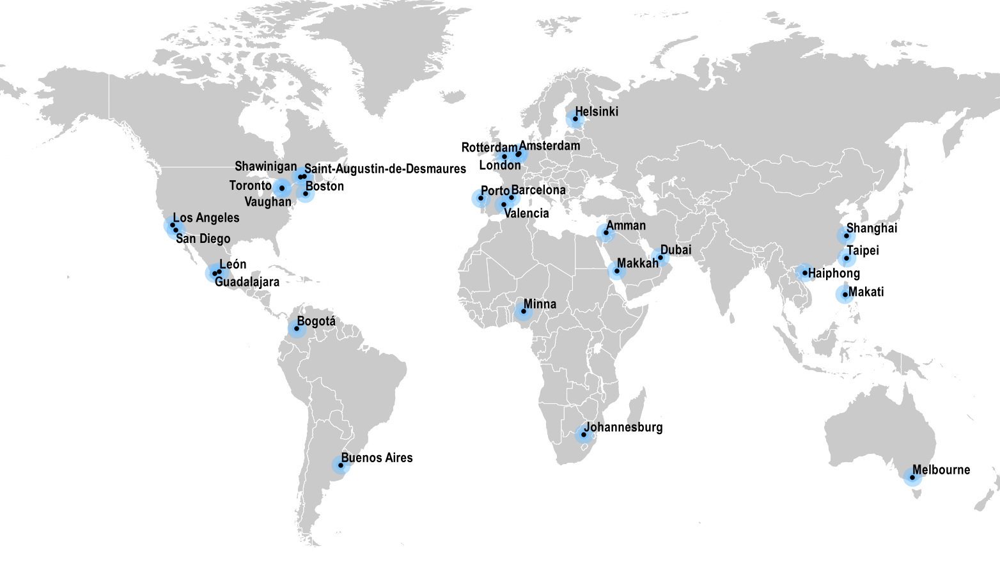 Helsinki
Rotterdam
Amsterdam
London
Shawinigan
Saint-Augustin-de-Desmaures
Toronto
Boston
Vaughan
Porto
Barcelona
Valencia
Los Angeles
San Diego
Amman
Shanghai
Dubai
Taipei
León
Guadalajara
Makkah
Haiphong
Makati
Minna
Bogotá
Johannesburg
Buenos Aires
Melbourne